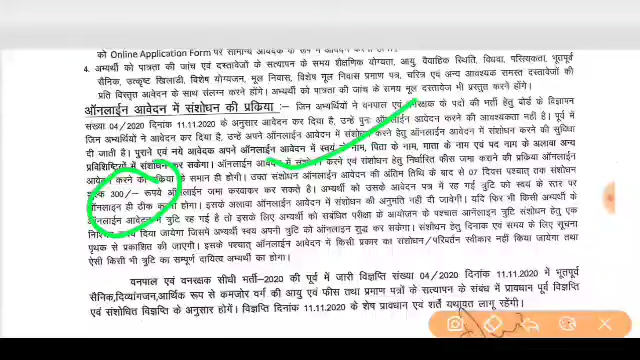 को Online Application Form पर सामान्य आवेदक के रूप में आवेदन करना होगा।
4. अभ्यर्थी को पात्रता की जांच एवं दस्तावेजों के सत्यापन के समय शैक्षणिक योग्यता, आयु, वैवाहिक स्थिति, विधवा, परित्यक्ता, भूतपूर्व
सैनिक, उत्कृष्ट खिलाडी, विशेष योग्यजन, मूल निवास, विशेष मूल निवास प्रमाण पत्र, चरित्र एवं अन्य आवश्यक समस्त दस्तावेजों की
प्रति विस्तृत आवेदन के साथ संलग्न करने होंगे। अभ्यर्थी को पात्रता की जांच के समय मूल दस्तावेज भी प्रस्तुत करने होंगे।
ऑनलाईन आवेदन में संशोधन की प्रक्रिया :– जिन अभ्यर्थियों ने वनपाल एवं वनरक्षक के पदों की भर्ती हेतु बोर्ड के विज्ञापन
संख्या 04/2020 दिनांक 11.11.2020 के अनुसार आवेदन कर दिया है, उन्हें पुनः ऑनलाईन आवेदन करने की आवश्यकता नहीं है। पूर्व में
जिन अभ्यर्थियों ने आवेदन कर दिया है, उन्हे अपने ऑनलाईन आवेदन में संशोधन करने हेतु ऑनलाईन आवेदन में संशोधन करने की सुविधा
दी जाती है। पुराने एवं नये आवेदक अपने ऑनलाईन आवेदन में स्वयं के नाम, पिता के नाम, माता के नाम एवं पद नाम के अलावा अन्य
प्रविष्टियों में संशोधन कर सकेगा। ऑनलाईन आवेदन में संशोधन करने एवं संशोधन हेतु निर्धारित फीस जमा कराने की प्रक्रिया ऑनलाईन
आवेदन करने की प्रक्रिया के समान ही होगी। उक्त संशोधन ऑनलाईन आवेदन की अंतिम तिथि के बाद से 07 दिवस पश्चात् तक संशोधन
शुल्क 300/– रूपये ऑनलाईन जमा करवाकर कर सकते है। अभ्यर्थी को उसके आवेदन पत्र में रह गई त्रुटि को स्वयं के स्तर पर
ऑनलाइन ही ठीक करना होगा। इसके अलावा ऑनलाईन आवेदन में संशोधन की अनुमति नही दी जावेगी। यदि फिर भी किसी अभ्यर्थी के
ऑनलाईन आवेदन में त्रुटि रह गई है तो इसके लिए अभ्यर्थी को संबंधित परीक्षा के आयोजन के पश्चात ऑनलाईन त्रुटि संशोधन हेतु एक
निश्चित समय दिया जायेगा जिसमें अभ्यर्थी स्वय अपनी त्रुटि को ऑनलाइन शुद्ध कर सकेगा। संशोधन हेतु दिनांक एवं समय के लिए सूचना
पृथक से प्रकाशित की जाएगी। इसके पश्चात् ऑनलाईन आवेदन में किसी प्रकार का संशोधन/परिवर्तन स्वीकार नहीं किया जायेगा तथा
ऐसी किसी भी त्रुटि का सम्पूर्ण दायित्व अभ्यर्थी का होगा।
वनपाल एवं वनरक्षक सीधी भर्ती–2020 की पूर्व में जारी विज्ञप्ति संख्या 04/2020 दिनांक 11.11.2020 में भूतपूर्व
सैनिक,दिव्यांगजन,आर्थिक रूप से कमजोर वर्ग की आयु एवं फीस तथा प्रमाण पत्रों के सत्यापन के संबंध में प्रावधान पूर्व विज्ञप्ति
एवं संशोधित विज्ञप्ति के अनुसार होगें। विज्ञप्ति दिनांक 11.11.2020 के शेष प्रावधान एवं शर्ते यथावत लागू रहेंगी।